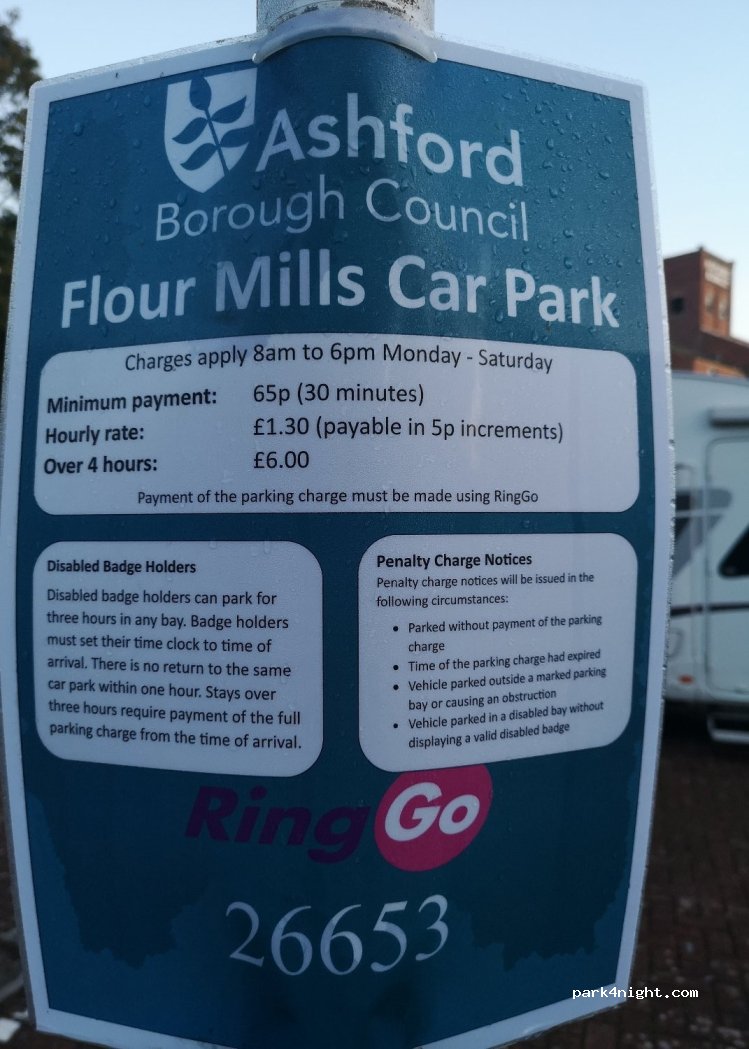 Ashford
Borough Council
Flour Mills Car Park
Charges apply 8am to 6pm Monday - Saturday
Minimum payment: 65p (30 minutes)
Hourly rate: £1.30 (payable in 5p increments)
Over 4 hours: £6.00
Payment of the parking charge must be made using RingGo
Disabled Badge Holders
Disabled badge holders can park for
three hours in any bay. Badge holders
must set their time clock to time of
arrival. There is no return to the same
car park within one hour. Stays over
three hours require payment of the full
parking charge from the time of arrival.
Penalty Charge Notices
Penalty charge notices will be issued in the
following circumstances:
• Parked without payment of the parking
charge
• Time of the parking charge had expired
• Vehicle parked outside a marked parking
bay or causing an obstruction
• Vehicle parked in a disabled bay without
displaying a valid disabled badge
RingGo
26653
park4night.com